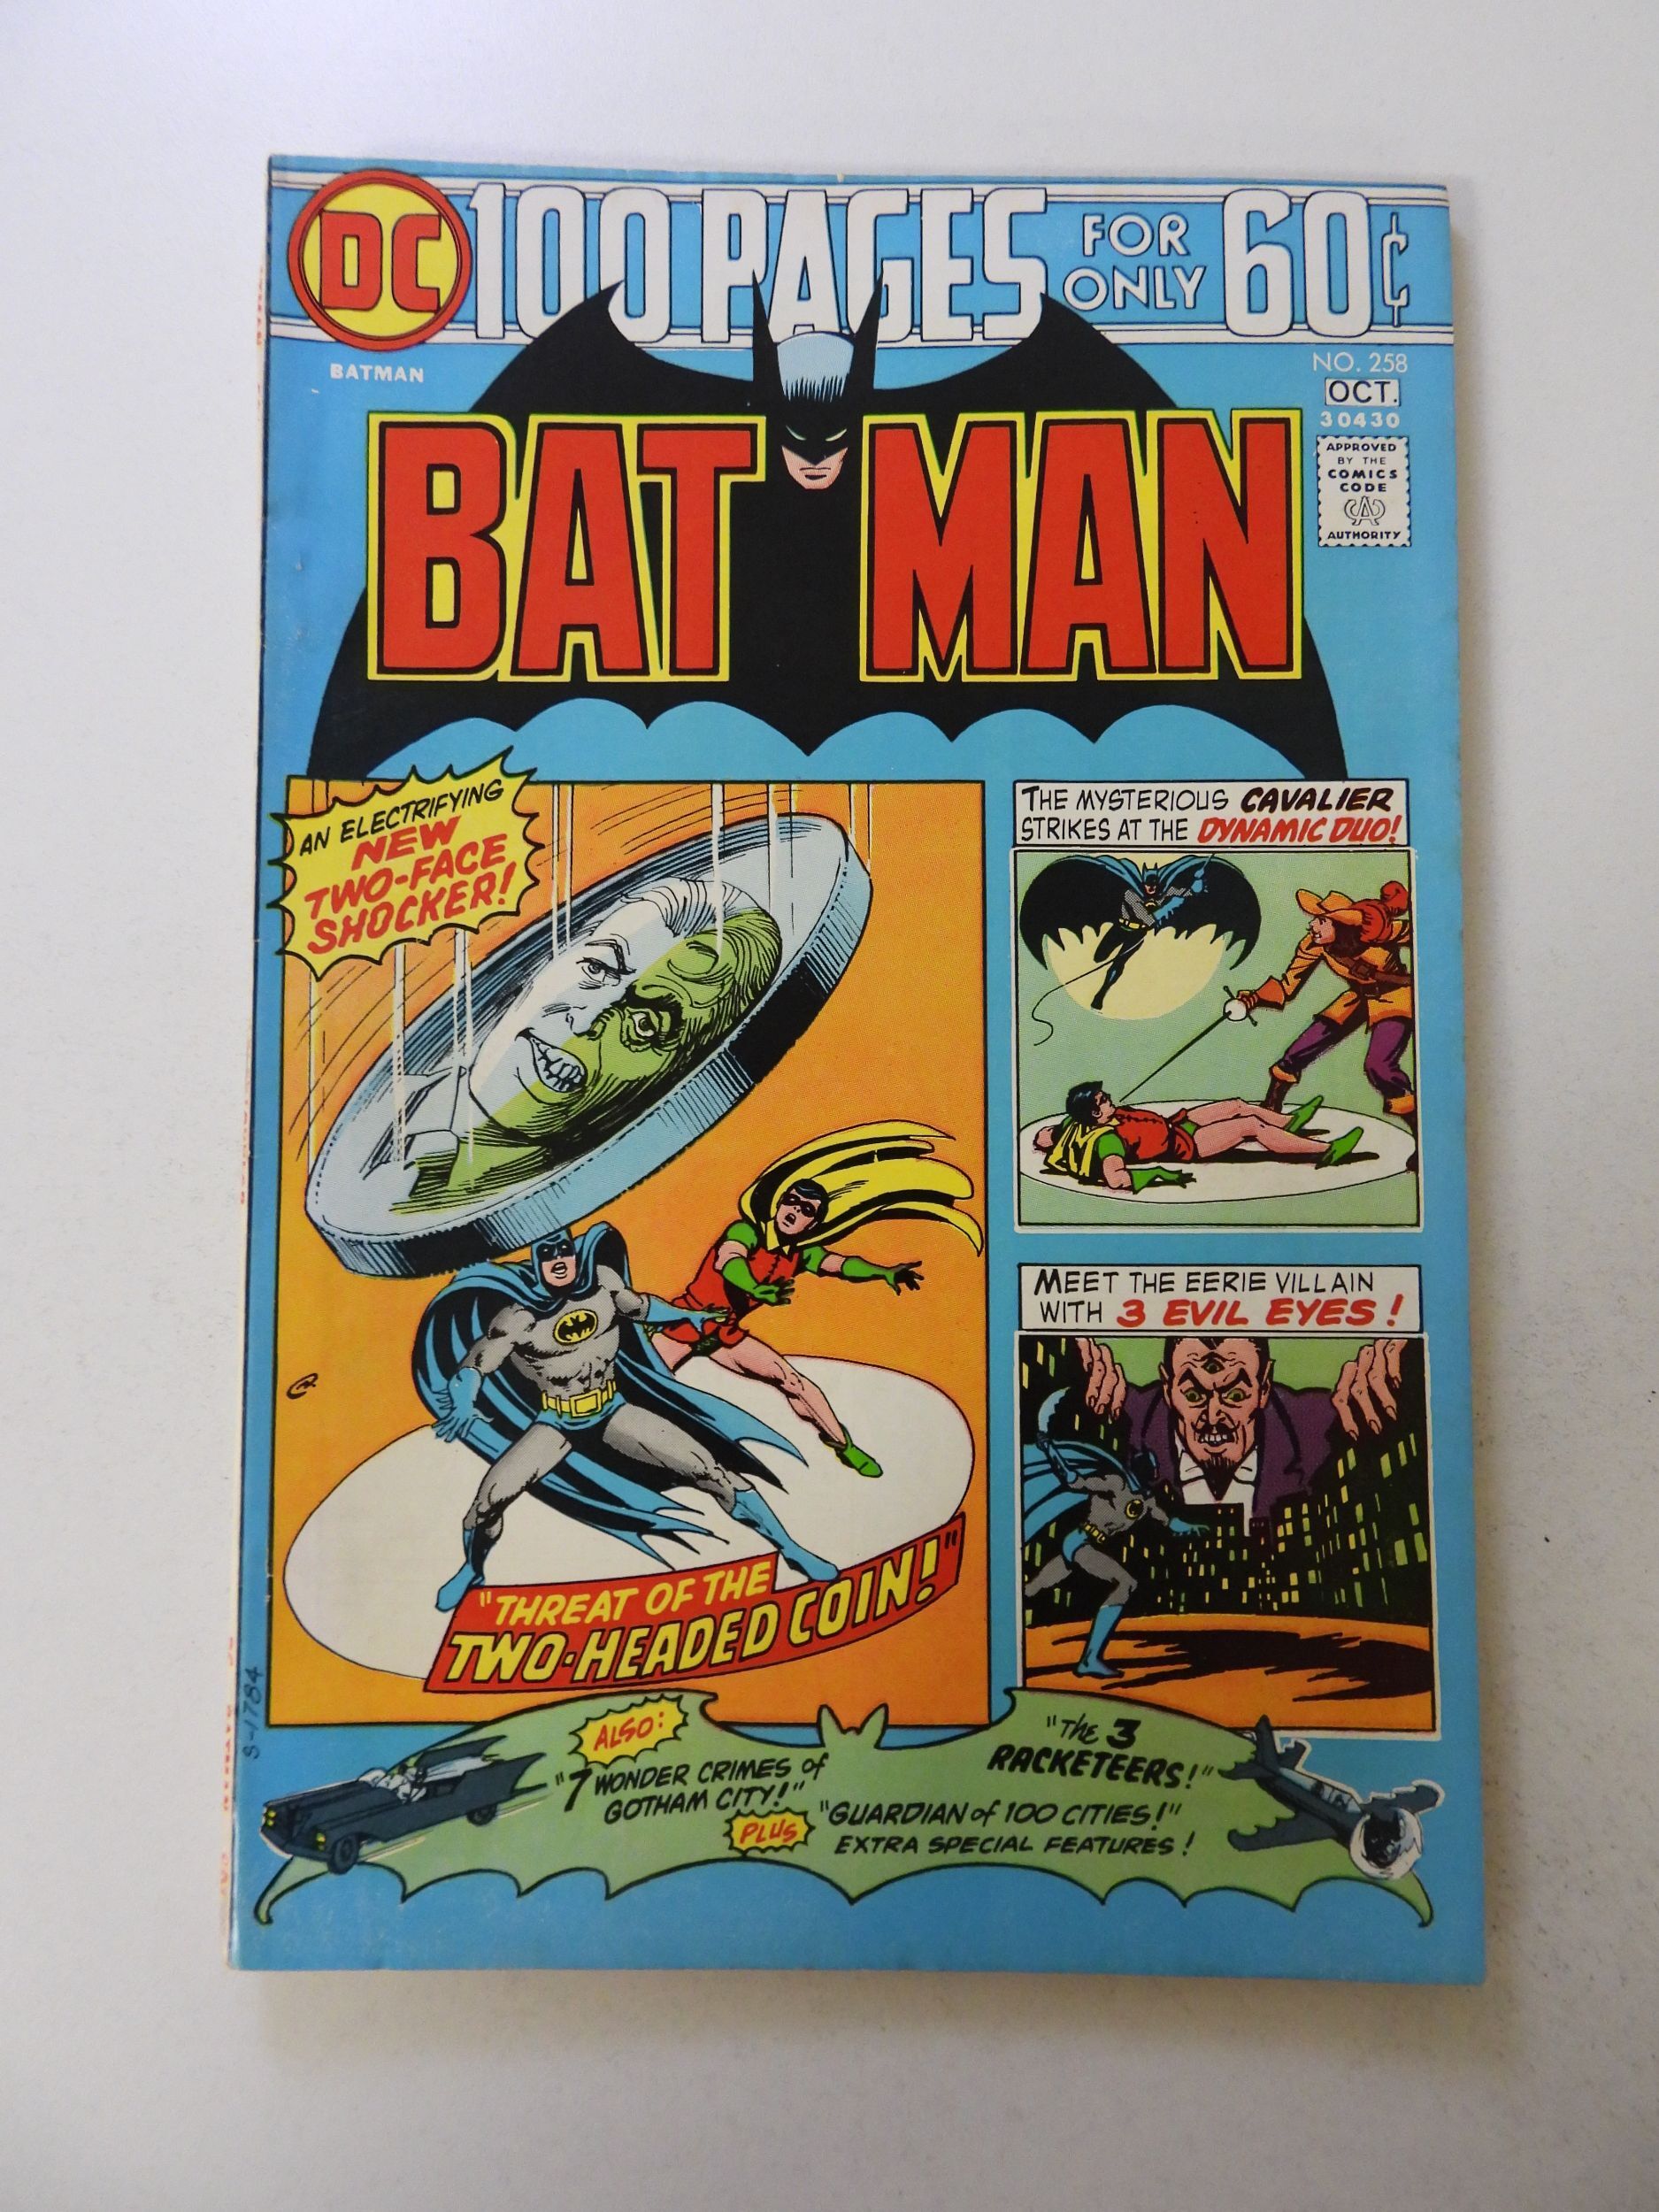 DC 100 PAGES FOR ONLY 60¢
BATMAN
NO. 258
OCT.
30430
APPROVED
BY THE
COMICS
CODE
AUTHORITY
BATMAN
AN ELECTRIFYING
NEW
TWO-FACE
SHOCKER!
THE MYSTERIOUS CAVALIER
STRIKES AT THE DYNAMIC DUO!
MEET THE EERIE VILLAIN
WITH 3 EVIL EYES!
"THREAT OF THE
TWO-HEADED COIN!"
ALSO:
"7 WONDER CRIMES of
GOTHAM CITY!"
"The 3
RACKETEERS!"
PLUS
"GUARDIAN of 100 CITIES!"
EXTRA SPECIAL FEATURES!
S-1784